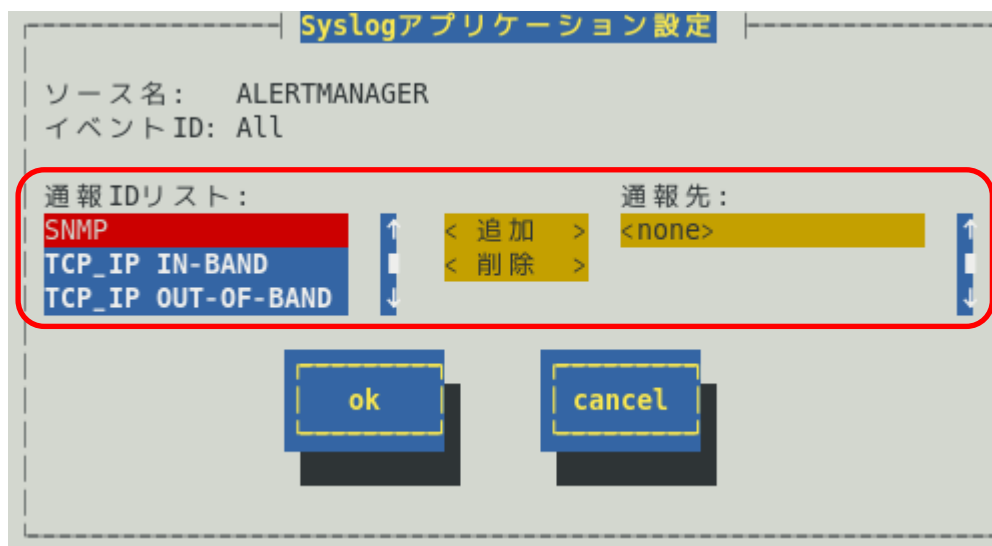 Syslogアプリケーション設定
ソース名: ALERTMANAGER
イベントID: All
通報IDリスト: 通報先:
SNMP ↑ < 追加 > <none> ↑
TCP_IP IN-BAND < 削除 >
TCP_IP OUT-OF-BAND ↓ ↓
ok cancel